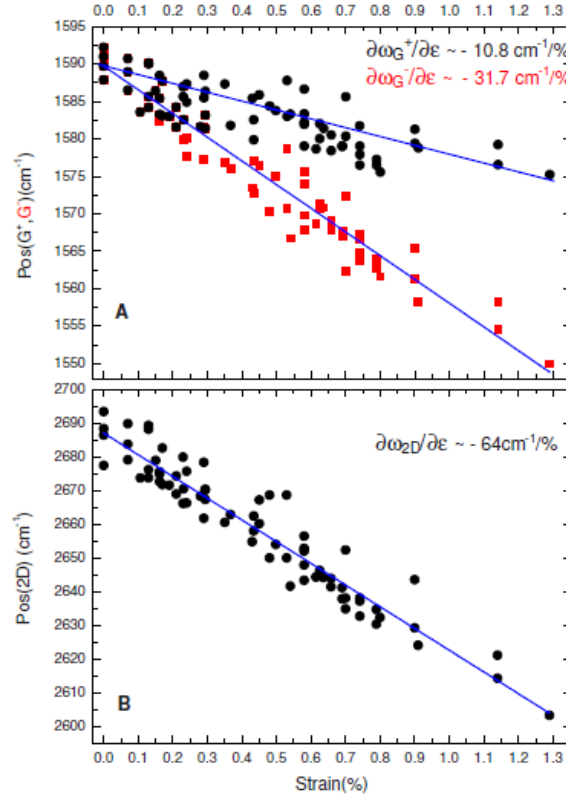 0.0 0.1 0.2 0.3 0.4 0.5 0.6 0.7 0.8 0.9 1.0 1.1 1.2 1.3
∂ωG+/∂ε ~ - 10.8 cm-1/%
∂ωG-/∂ε ~ - 31.7 cm-1/%
1595
1590
1585
1580
1575
1570
1565
1560
1555
1550
Pos(G+,G-)(cm-1)
A
2700
2690
2680
2670
2660
2650
2640
2630
2620
2610
2600
Pos(2D) (cm-1)
∂ω2D/∂ε ~ - 64cm-1/%
B
0.0 0.1 0.2 0.3 0.4 0.5 0.6 0.7 0.8 0.9 1.0 1.1 1.2 1.3
Strain(%)